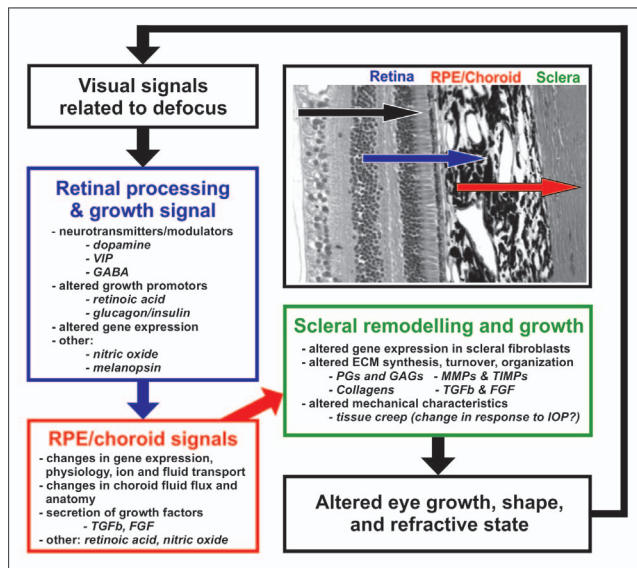 Visual signals
related to defocus
Retinal processing
& growth signal
- neurotransmitters/modulators
- dopamine
- VIP
- GABA
- altered growth promotors
- retinoic acid
- glucagon/insulin
- altered gene expression
- other:
- nitric oxide
- melanopsin
RPE/choroid signals
- changes in gene expression,
physiology, ion and fluid transport
- changes in choroid fluid flux and
anatomy
- secretion of growth factors
- TGFb, FGF
- other: retinoic acid, nitric oxide
Retina RPE/Choroid Sclera
Scleral remodelling and growth
- altered gene expression in scleral fibroblasts
- altered ECM synthesis, turnover, organization
- PGs and GAGs - MMPs & TIMPs
- Collagens - TGFb & FGF
- altered mechanical characteristics
- tissue creep (change in response to IOP?)
Altered eye growth, shape,
and refractive state